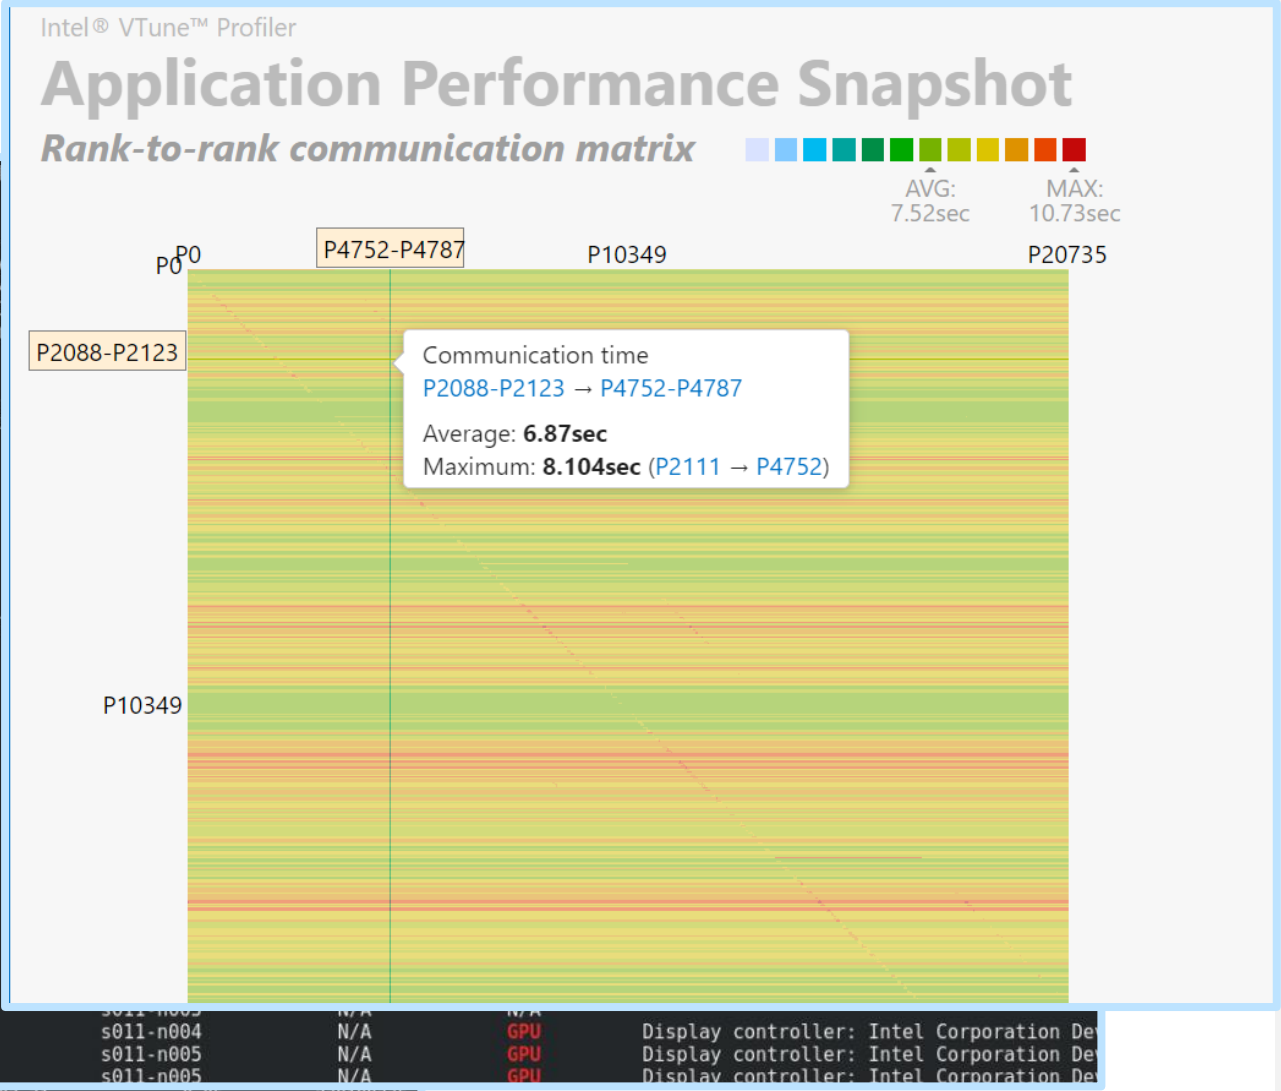 Intel® VTune™ Profiler
Application Performance Snapshot
Rank-to-rank communication matrix
AVG:
7.52sec
MAX:
10.73sec
P0
P4752-P4787
P10349
P20735
P0
P2088-P2123
Communication time
P2088-P2123 → P4752-P4787
Average: 6.87sec
Maximum: 8.104sec (P2111 → P4752)
P10349
s011-n004 N/A GPU Display controller: Intel Corporation De
s011-n005 N/A GPU Display controller: Intel Corporation De
s011-n005 N/A GPU Display controller: Intel Corporation De